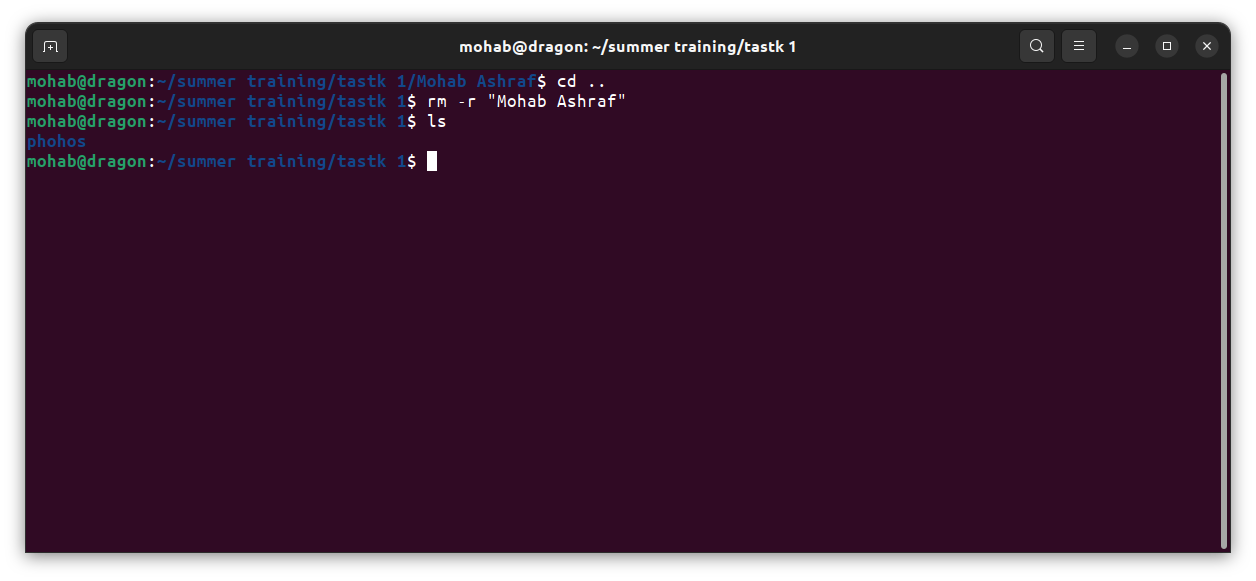 mohab@dragon: ~/summer training/tastk 1
mohab@dragon:~/summer training/tastk 1/Mohab Ashraf$ cd ..
mohab@dragon:~/summer training/tastk 1$ rm -r "Mohab Ashraf"
mohab@dragon:~/summer training/tastk 1$ ls
phohos
mohab@dragon:~/summer training/tastk 1$